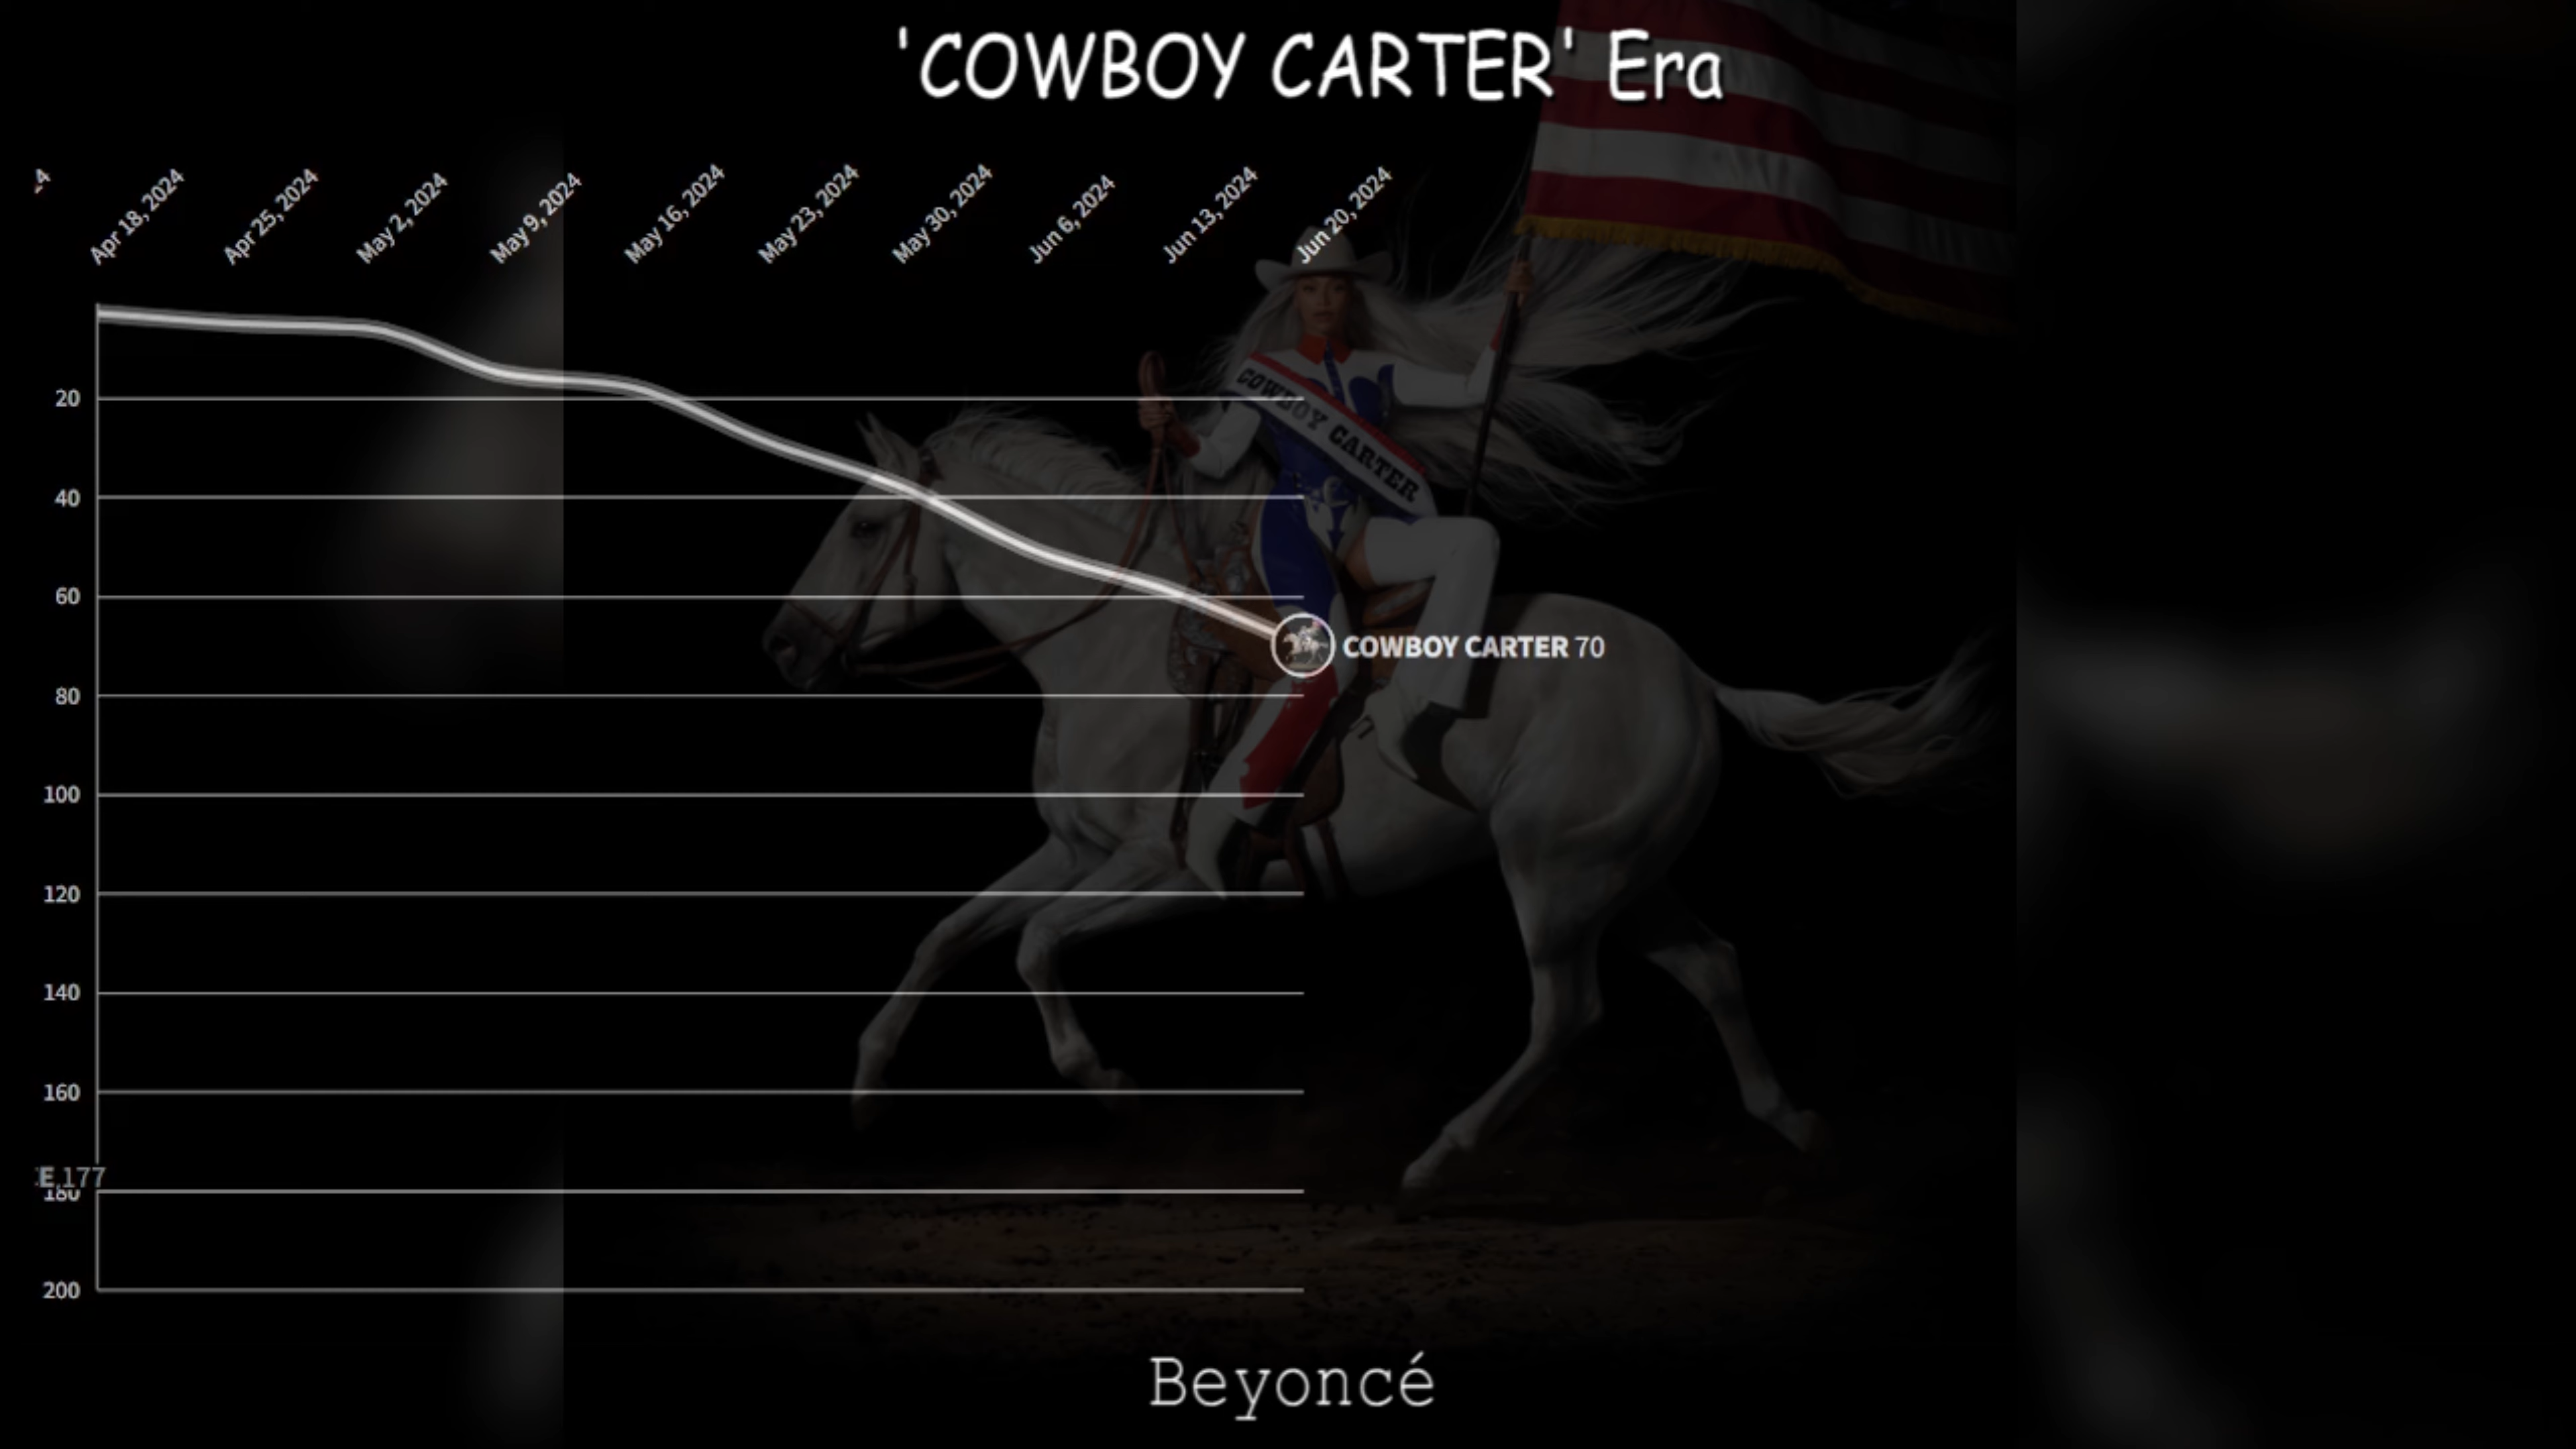 'COWBOY CARTER' Era
Apr 18, 2024
Apr 25, 2024
May 2, 2024
May 9, 2024
May 16, 2024
May 23, 2024
May 30, 2024
Jun 6, 2024
Jun 13, 2024
Jun 20, 2024
20
40
60
80
100
120
140
160
180
200
COWBOY CARTER
COWBOY CARTER 70
E 177
Beyoncé